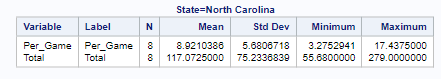 State=North Carolina
Variable Label N Mean Std Dev Minimum Maximum
Per_Game Per_Game 8 8.9210386 5.6806718 3.2752941 17.4375000
Total Total 8 117.0725000 75.2336839 55.6800000 279.0000000